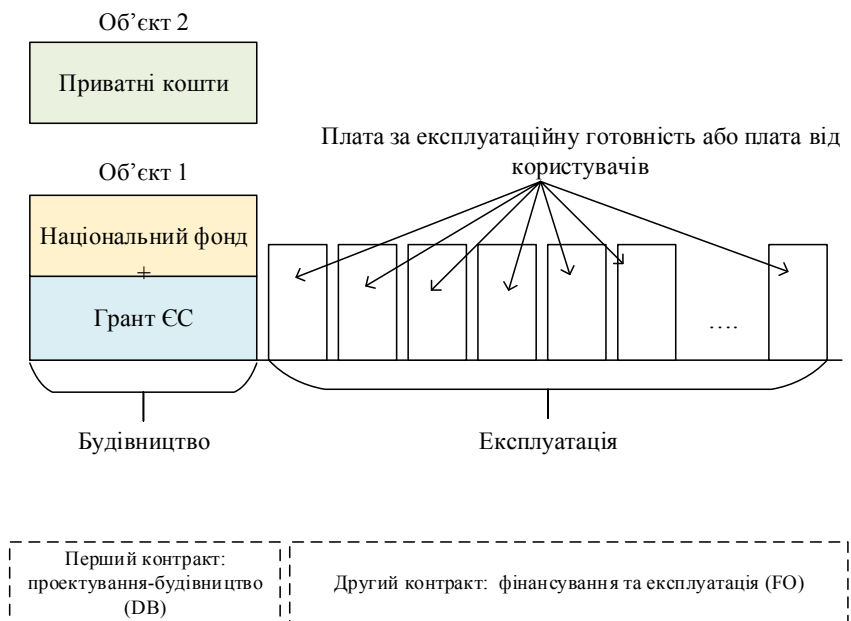 Об’єкт 2
Приватні кошти
Плата за експлуатаційну готовність або плата від
користувачів
Об’єкт 1
Національний фонд
+
Грант ЄС
....
Будівництво
Експлуатація
Перший контракт:
проектування-будівництво
(DB)
Другий контракт: фінансування та експлуатація (FO)